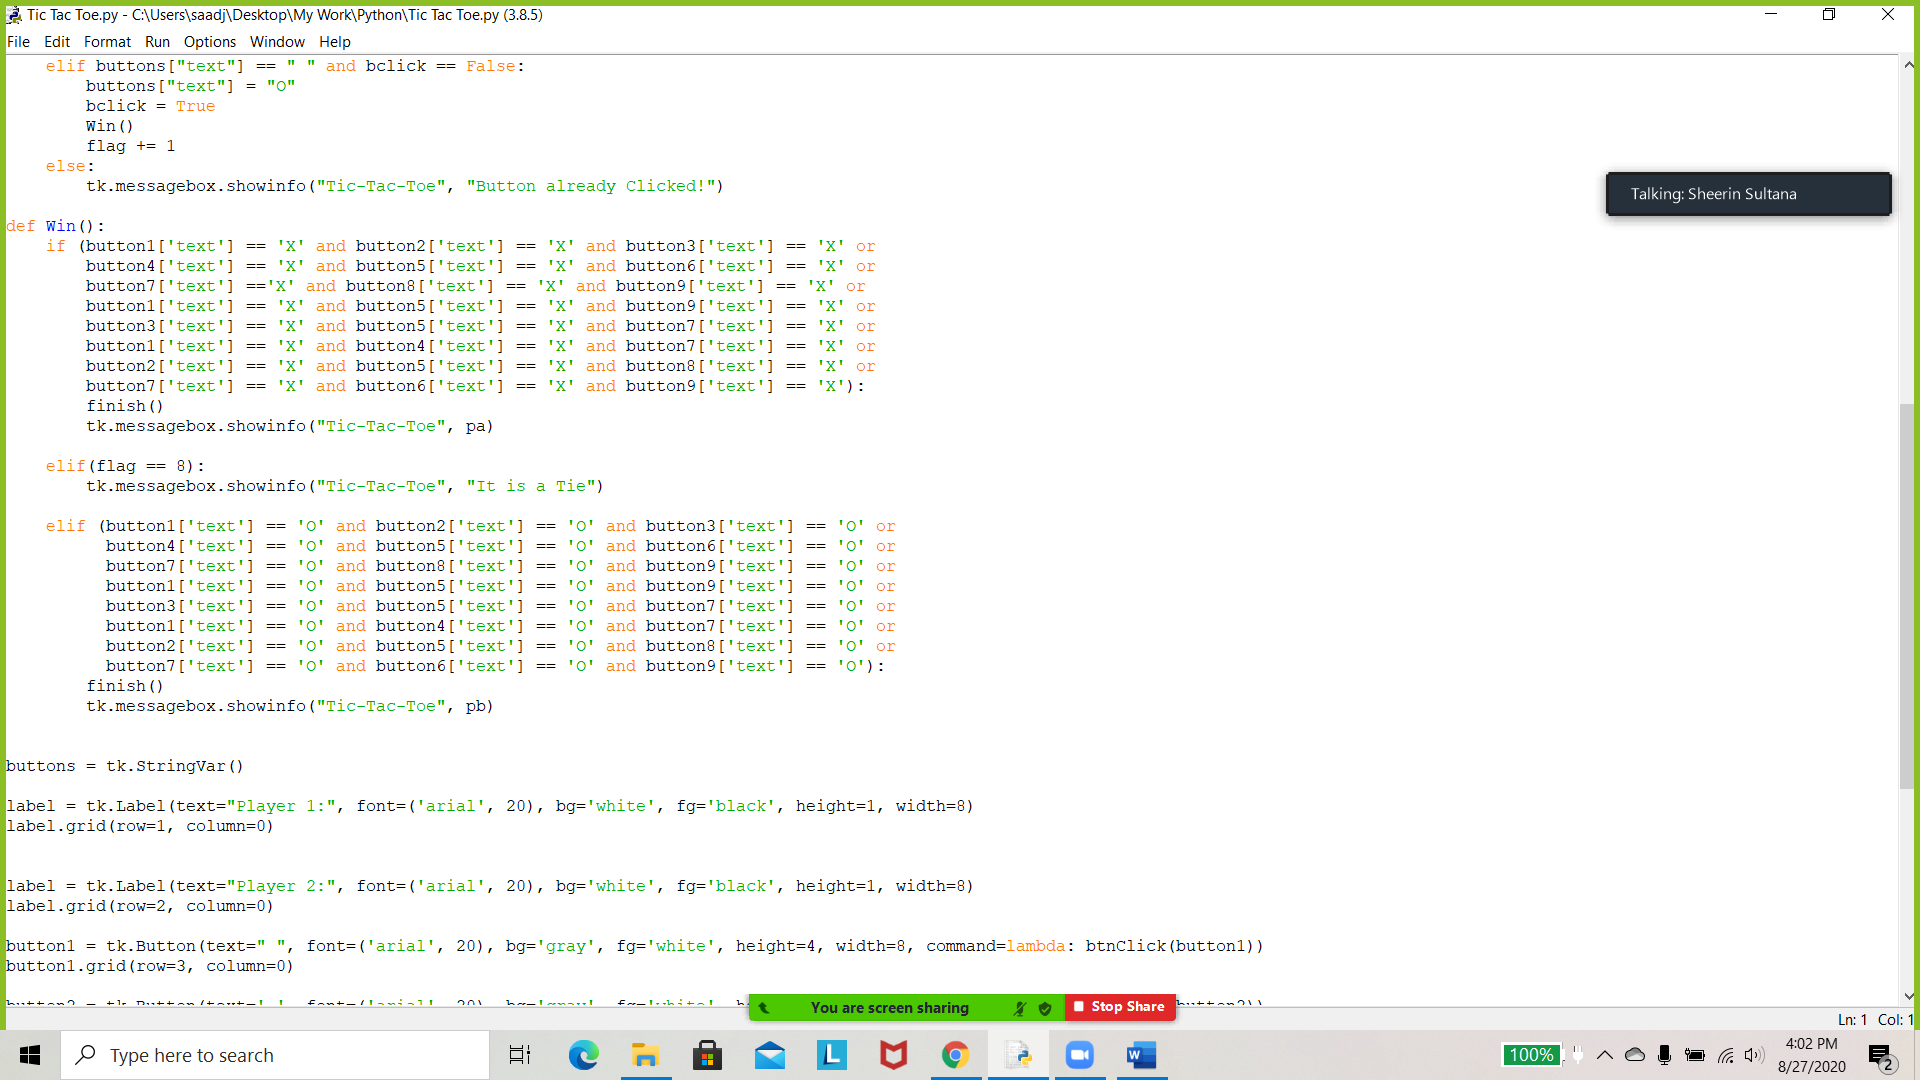 Tic Tac Toe.py - C:\Users\saadj\Desktop\My Work\Python\Tic Tac Toe.py (3.8.5)
File Edit Format Run Options Window Help
    elif buttons["text"] == " " and bclick == False:
        buttons["text"] = "O"
        bclick = True
        Win()
        flag += 1
    else:
        tk.messagebox.showinfo("Tic-Tac-Toe", "Button already Clicked!")
Talking: Sheerin Sultana
def Win():
    if (button1['text'] == 'X' and button2['text'] == 'X' and button3['text'] == 'X' or
        button4['text'] == 'X' and button5['text'] == 'X' and button6['text'] == 'X' or
        button7['text'] =='X' and button8['text'] == 'X' and button9['text'] == 'X' or
        button1['text'] == 'X' and button5['text'] == 'X' and button9['text'] == 'X' or
        button3['text'] == 'X' and button5['text'] == 'X' and button7['text'] == 'X' or
        button1['text'] == 'X' and button4['text'] == 'X' and button7['text'] == 'X' or
        button2['text'] == 'X' and button5['text'] == 'X' and button8['text'] == 'X' or
        button7['text'] == 'X' and button6['text'] == 'X' and button9['text'] == 'X'):
        finish()
        tk.messagebox.showinfo("Tic-Tac-Toe", pa)
    elif(flag == 8):
        tk.messagebox.showinfo("Tic-Tac-Toe", "It is a Tie")
    elif (button1['text'] == 'O' and button2['text'] == 'O' and button3['text'] == 'O' or
          button4['text'] == 'O' and button5['text'] == 'O' and button6['text'] == 'O' or
          button7['text'] == 'O' and button8['text'] == 'O' and button9['text'] == 'O' or
          button1['text'] == 'O' and button5['text'] == 'O' and button9['text'] == 'O' or
          button3['text'] == 'O' and button5['text'] == 'O' and button7['text'] == 'O' or
          button1['text'] == 'O' and button4['text'] == 'O' and button7['text'] == 'O' or
          button2['text'] == 'O' and button5['text'] == 'O' and button8['text'] == 'O' or
          button7['text'] == 'O' and button6['text'] == 'O' and button9['text'] == 'O'):
        finish()
        tk.messagebox.showinfo("Tic-Tac-Toe", pb)
buttons = tk.StringVar()
label = tk.Label(text="Player 1:", font=('arial', 20), bg='white', fg='black', height=1, width=8)
label.grid(row=1, column=0)
label = tk.Label(text="Player 2:", font=('arial', 20), bg='white', fg='black', height=1, width=8)
label.grid(row=2, column=0)
button1 = tk.Button(text=" ", font=('arial', 20), bg='gray', fg='white', height=4, width=8, command=lambda: btnClick(button1))
button1.grid(row=3, column=0)
You are screen sharing
Stop Share
Ln: 1 Col: 1
Type here to search
100%
4:02 PM
8/27/2020
2